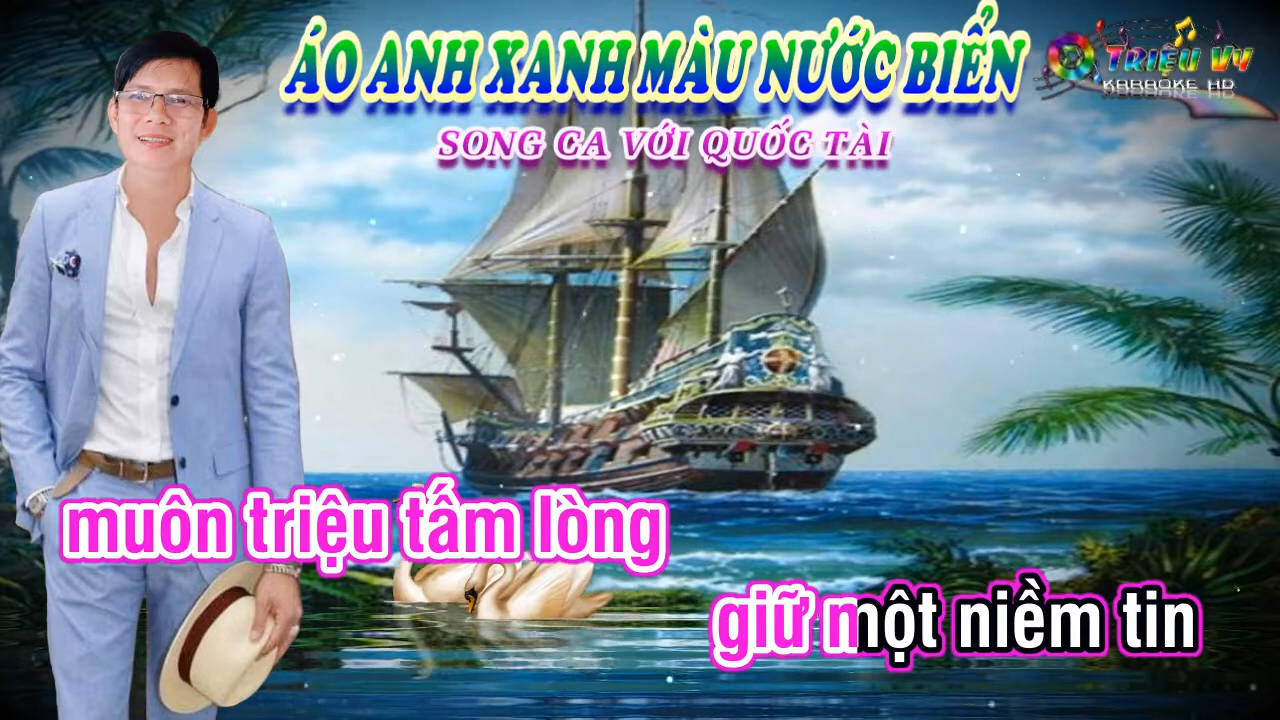 ÁO ANH XANH MÀU NƯỚC BIỂN
TRIỆU VY
KARAOKE HD
SONG CA VỚI QUỐC TÀI
muôn triệu tấm lòng
giữ một niềm tin